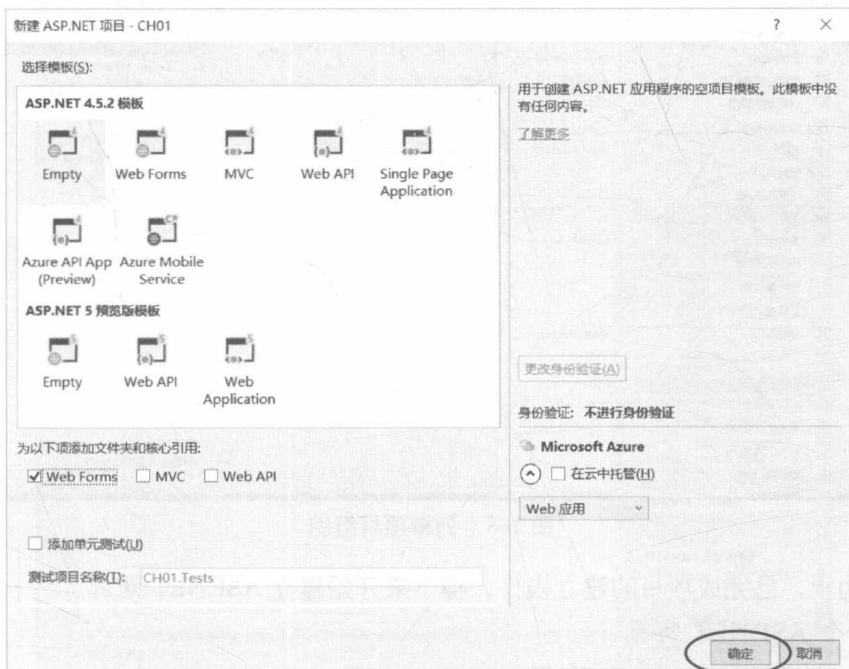 新建 ASP.NET 项目 - CH01
?
×
选择模板(S):
ASP.NET 4.5.2 模板
Empty
Web Forms
MVC
Web API
Single Page
Application
Azure API App
(Preview)
Azure Mobile
Service
ASP.NET 5 预览版模板
Empty
Web API
Web
Application
用于创建 ASP.NET 应用程序的空项目模板。此模板中没
有任何内容。
了解更多
更改身份验证(A)
身份验证: 不进行身份验证
Microsoft Azure
在云中托管(H)
Web 应用
为以下项添加文件夹和核心引用:
Web Forms
MVC
Web API
添加单元测试(U)
测试项目名称(T):
CH01.Tests
确定
取消